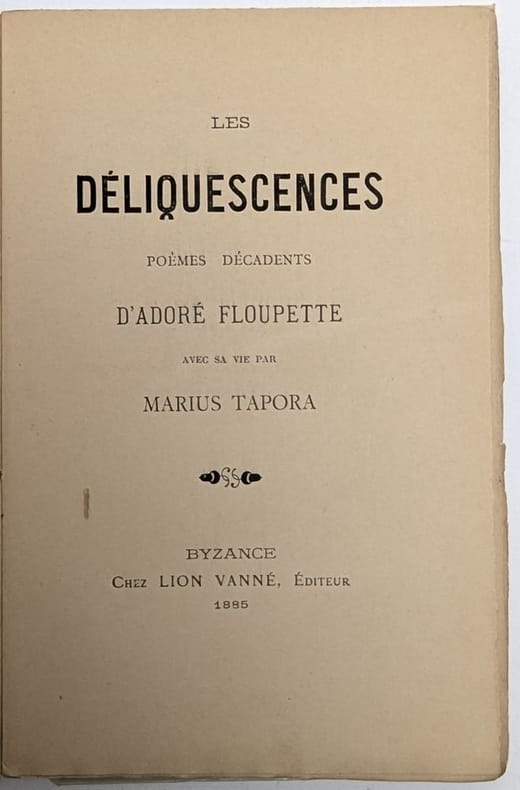 LES
DÉLIQUESCENCES
POÈMES DÉCADENTS
D'ADORÉ FLOUPETTE
AVEC SA VIE PAR
MARIUS TAPORA
BYZANCE
CHEZ LION VANNÉ, ÉDITEUR
1885